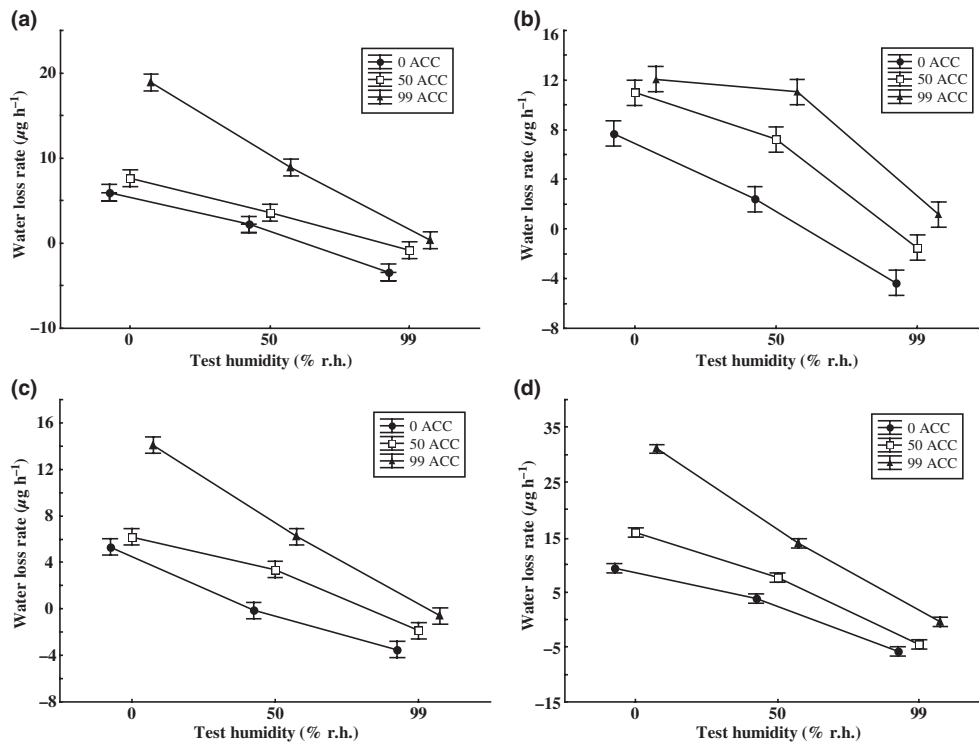 (a)
Water loss rate (µg h⁻¹)
20
10
0
–10
0 ACC
50 ACC
99 ACC
0
50
99
Test humidity (% r.h.)
(b)
Water loss rate (µg h⁻¹)
16
12
8
4
0
–4
–8
0 ACC
50 ACC
99 ACC
0
50
99
Test humidity (% r.h.)
(c)
Water loss rate (µg h⁻¹)
16
12
8
4
0
–4
–8
0 ACC
50 ACC
99 ACC
0
50
99
Test humidity (% r.h.)
(d)
Water loss rate (µg h⁻¹)
35
25
15
5
–5
–15
0 ACC
50 ACC
99 ACC
0
50
99
Test humidity (% r.h.)